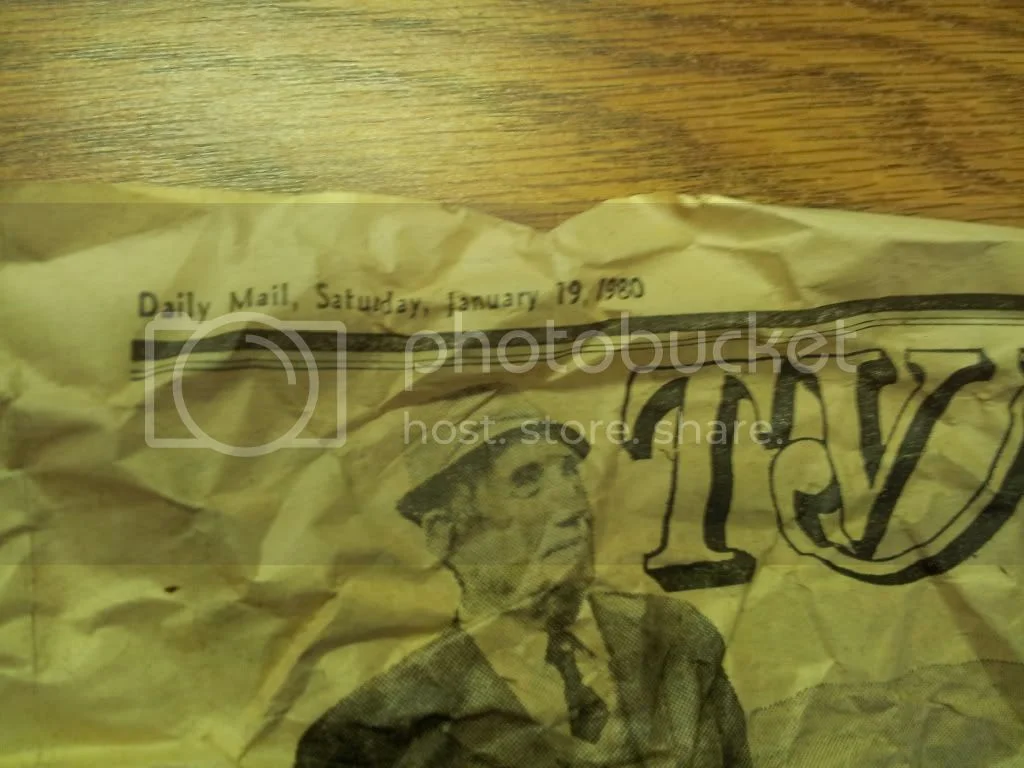 Daily Mail, Saturday, January 19, 1980
photobucket
host. store. share.
TV